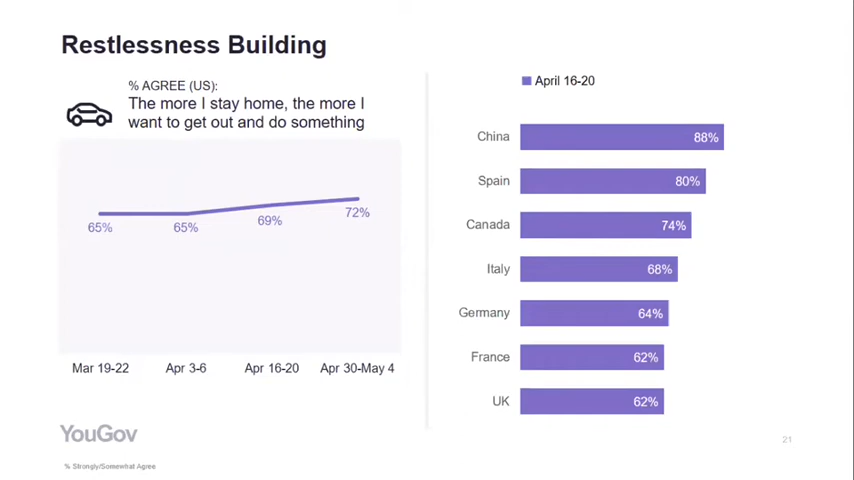 Restlessness Building
% AGREE (US):
The more I stay home, the more I
want to get out and do something
65%
65%
69%
72%
Mar 19-22
Apr 3-6
Apr 16-20
Apr 30-May 4
April 16-20
China 88%
Spain 80%
Canada 74%
Italy 68%
Germany 64%
France 62%
UK 62%
YouGov
21
% Strongly/Somewhat Agree